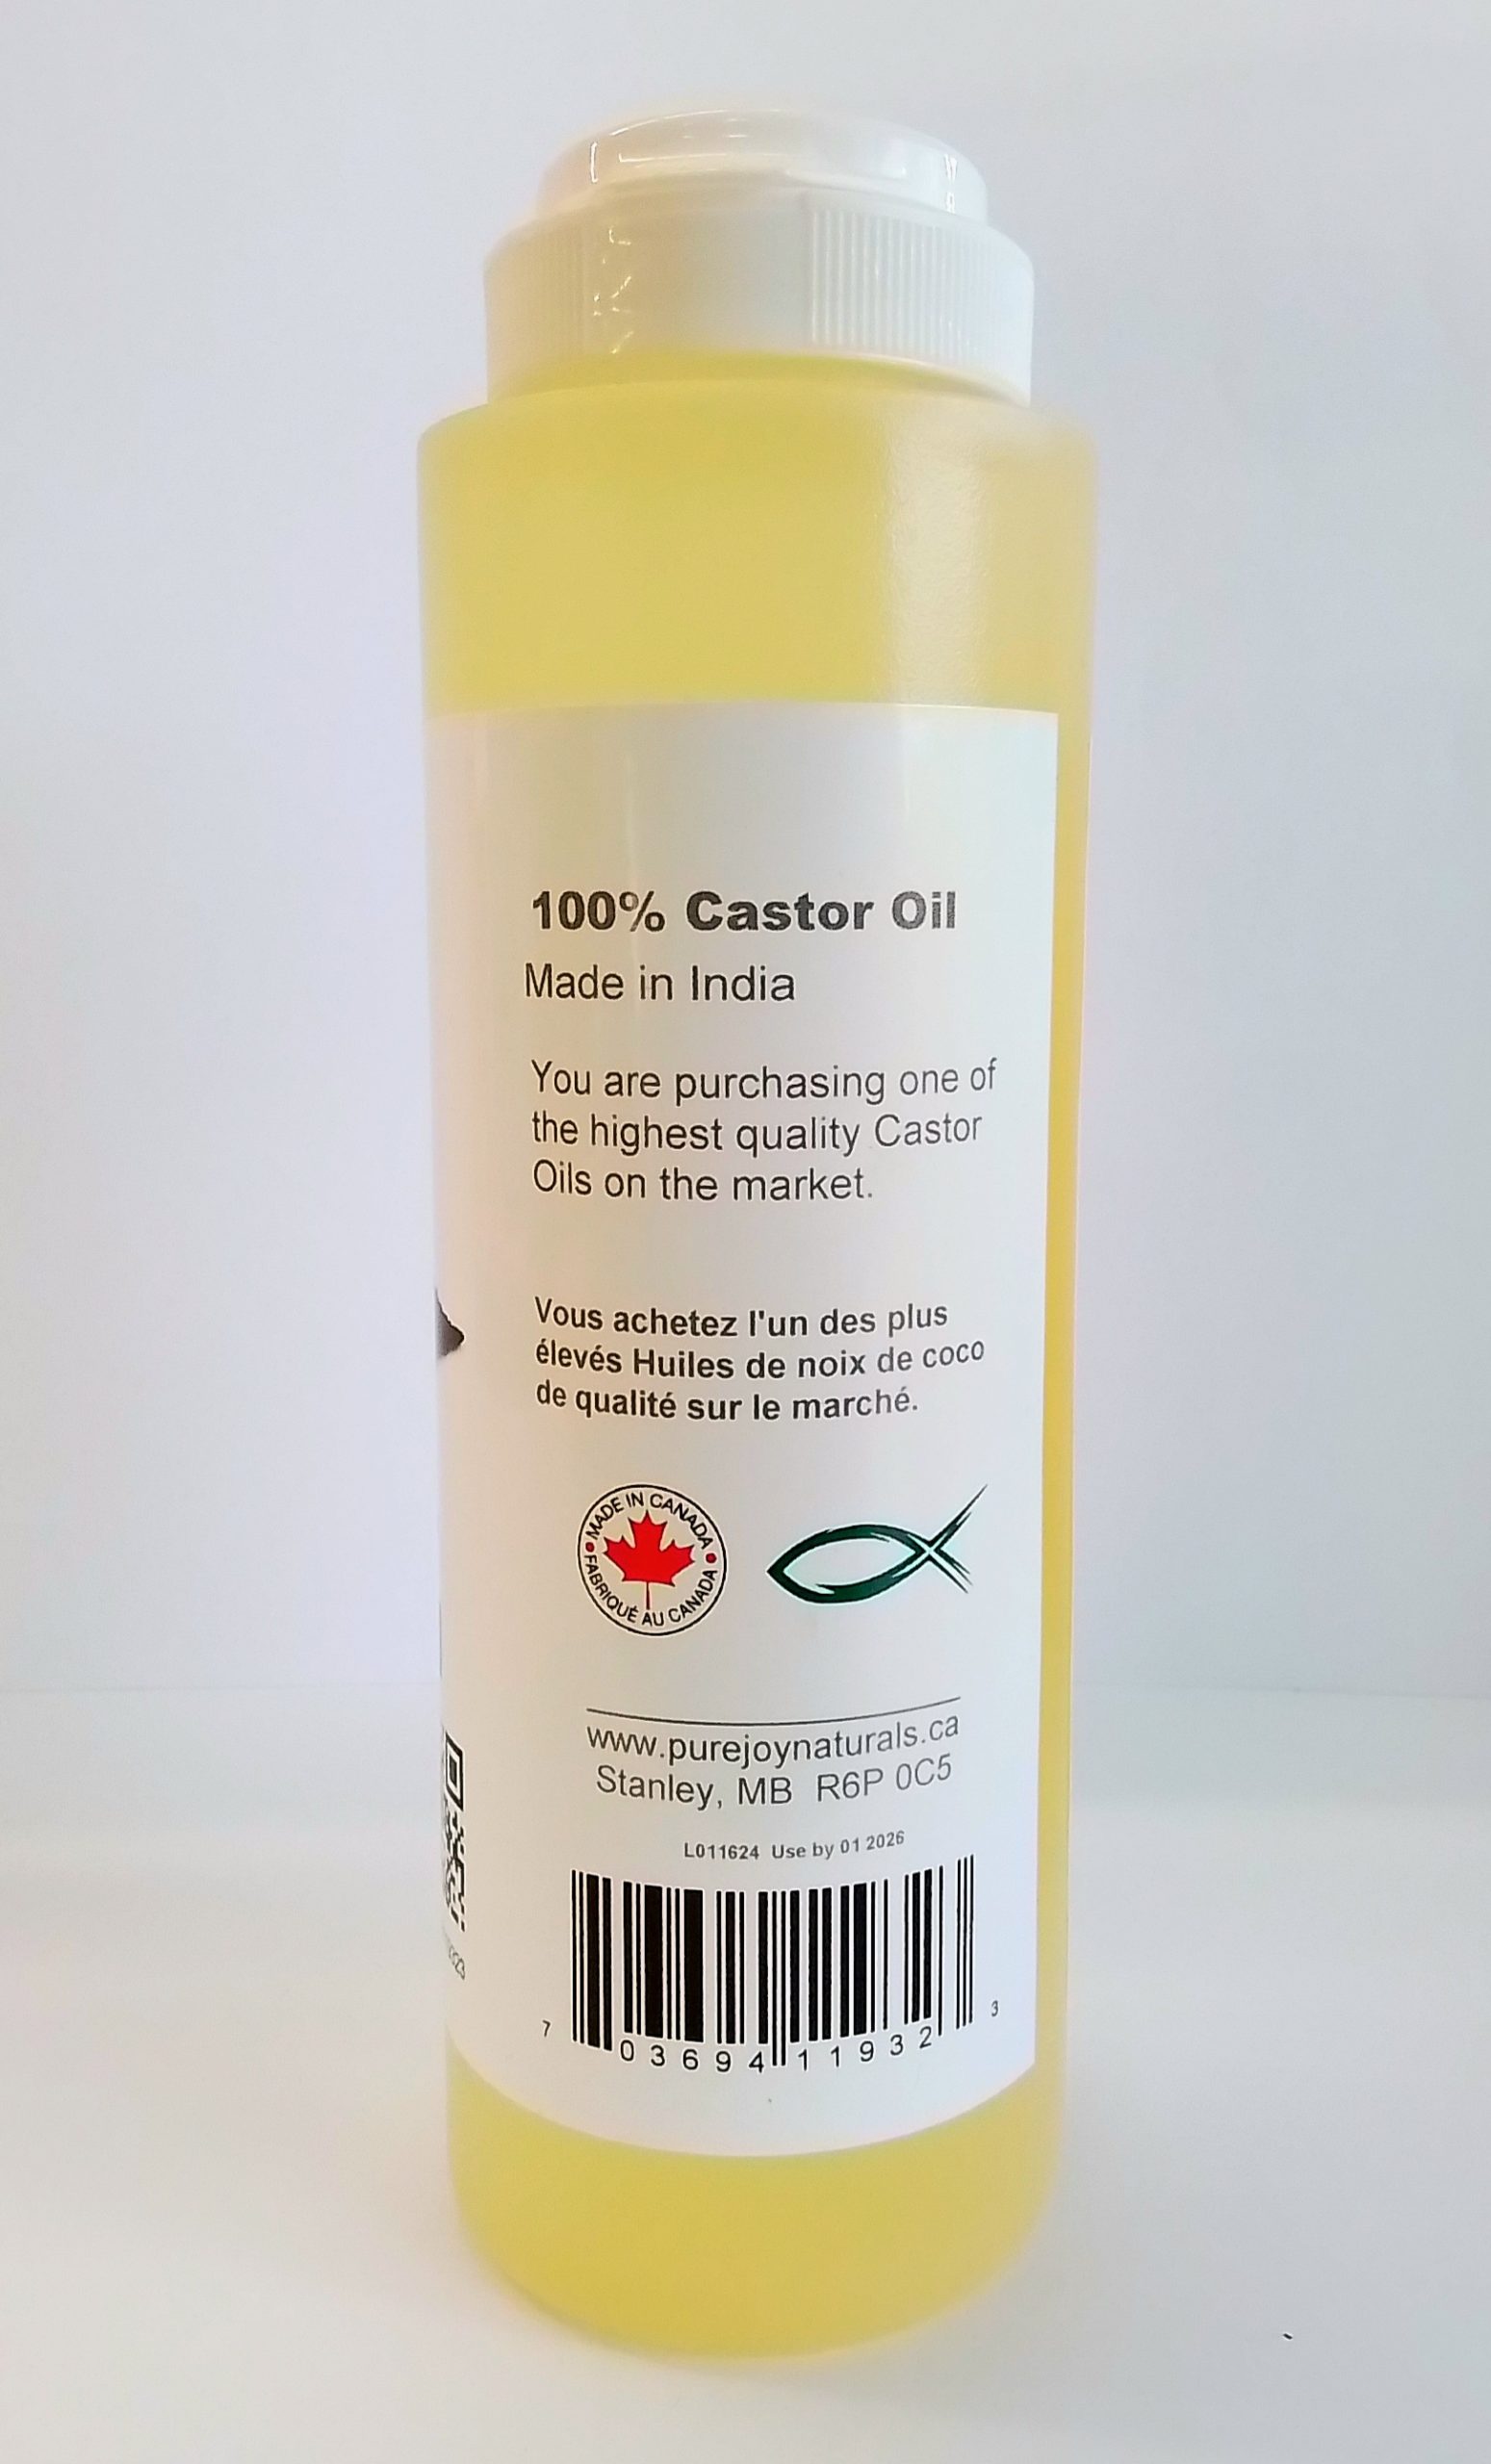 100% Castor Oil
Made in India
You are purchasing one of
the highest quality Castor
Oils on the market.
Vous achetez l'un des plus
élevés Huiles de noix de coco
de qualité sur le marché.
MADE IN CANADA
FABRIQUÉ AU CANADA
www.purejoynaturals.ca
Stanley, MB R6P 0C5
L011624 Use by 01 2026
7 03694 11932 3